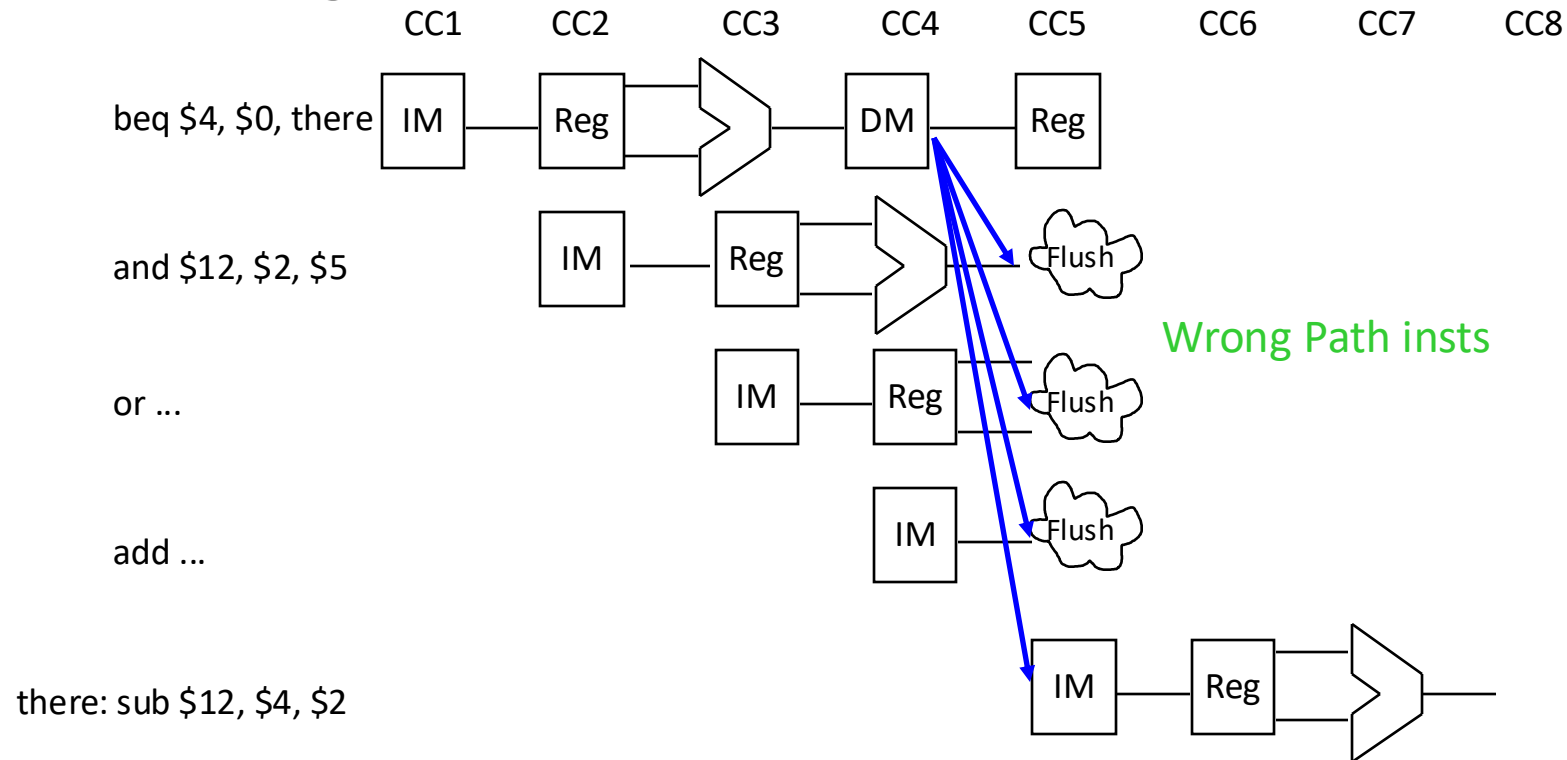 CC1 CC2 CC3 CC4 CC5 CC6 CC7 CC8
beq $4, $0, there IM Reg DM Reg
and $12, $2, $5 IM Reg Flush
Wrong Path insts
or ... IM Reg Flush
add ... IM Flush
there: sub $12, $4, $2 IM Reg